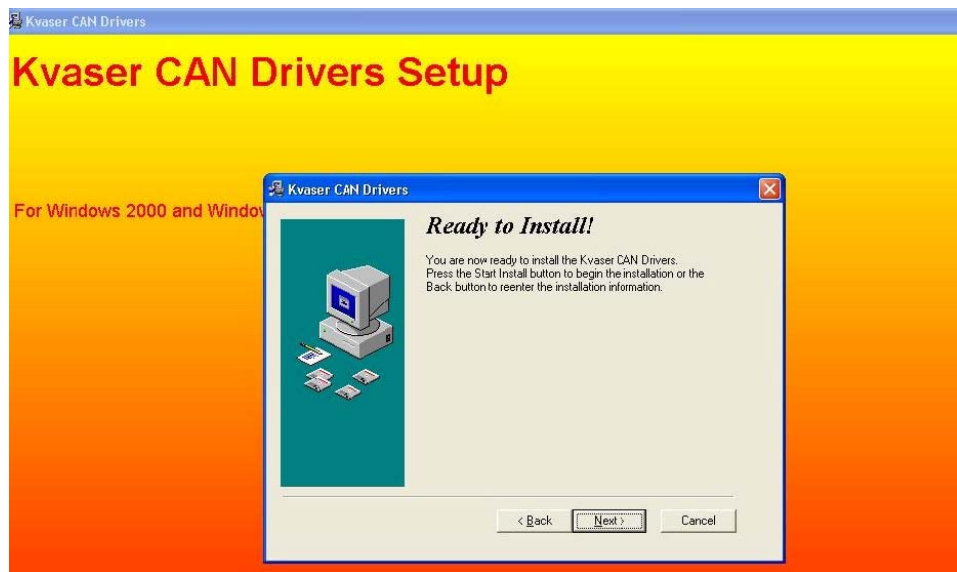 Kvaser CAN Drivers
Kvaser CAN Drivers Setup
For Windows 2000 and Window
Kvaser CAN Drivers
Ready to Install!
You are now ready to install the Kvaser CAN Drivers.
Press the Start Install button to begin the installation or the
Back button to reenter the installation information.
< Back
Next >
Cancel